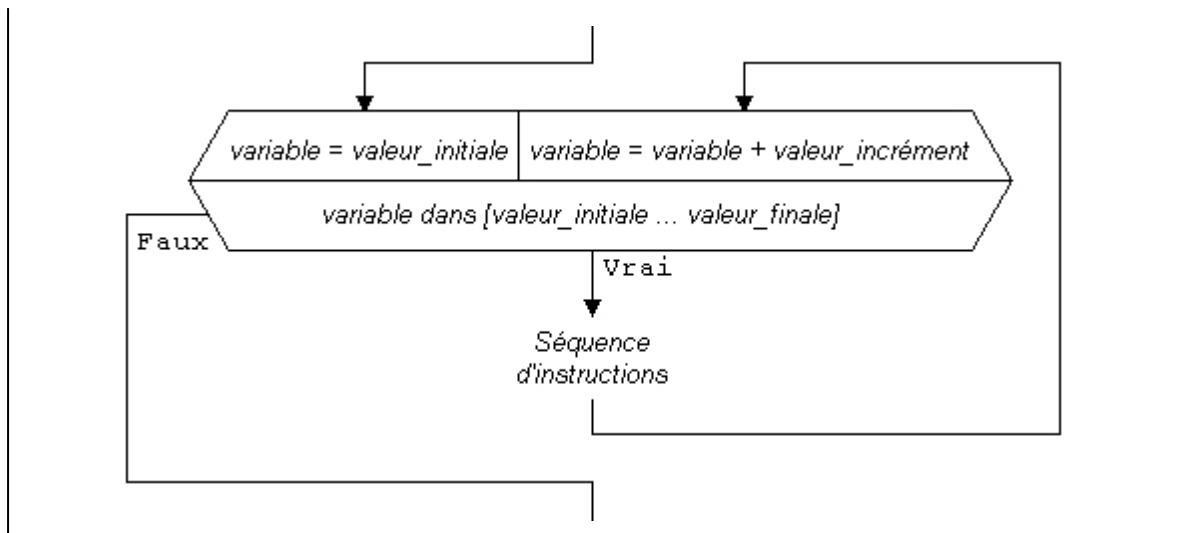 variable = valeur_initiale
variable = variable + valeur_incrément
variable dans [valeur_initiale ... valeur_finale]
Faux
Vrai
Séquence
d'instructions